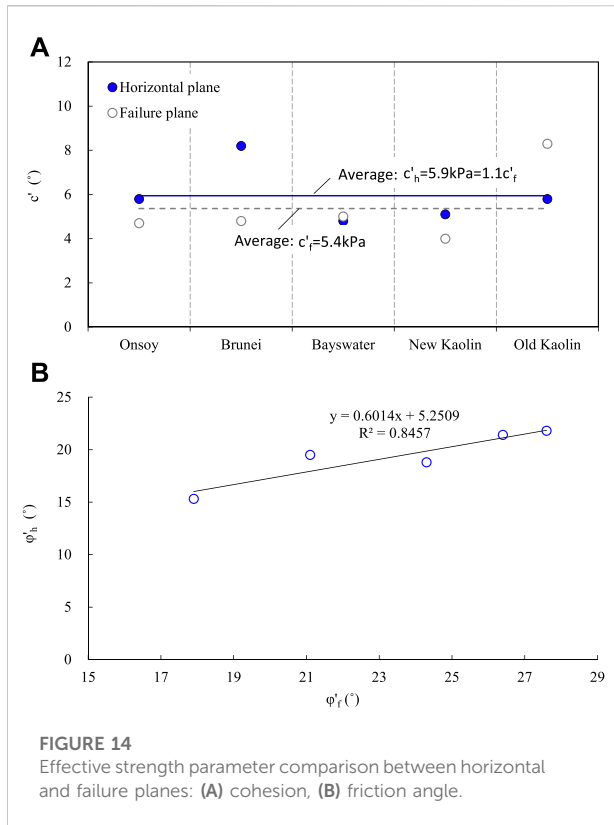 A
12
10
8
6
4
2
0
c' (°)
Horizontal plane
Failure plane
Average: c'h=5.9kPa=1.1c'f
Average: c'f=5.4kPa
Onsoy Brunei Bayswater New Kaolin Old Kaolin
B
25
20
15
10
5
0
φ'h (°)
y = 0.6014x + 5.2509
R² = 0.8457
15 17 19 21 23 25 27 29
φ'f (°)
FIGURE 14
Effective strength parameter comparison between horizontal
and failure planes: (A) cohesion, (B) friction angle.